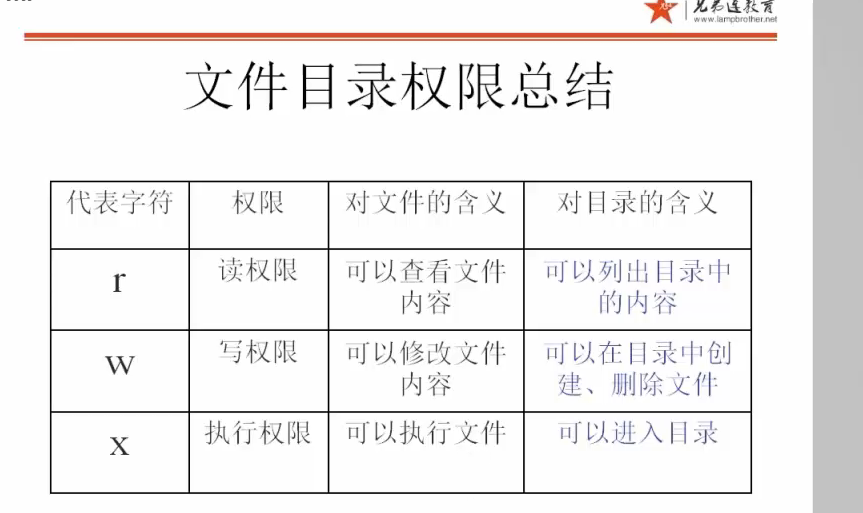 兄弟连教育
www.lampbrother.net
文件目录权限总结
代表字符 权限 对文件的含义 对目录的含义
r 读权限 可以查看文件 可以列出目录中
内容 的内容
w 写权限 可以修改文件 可以在目录中创
内容 建、删除文件
x 执行权限 可以执行文件 可以进入目录